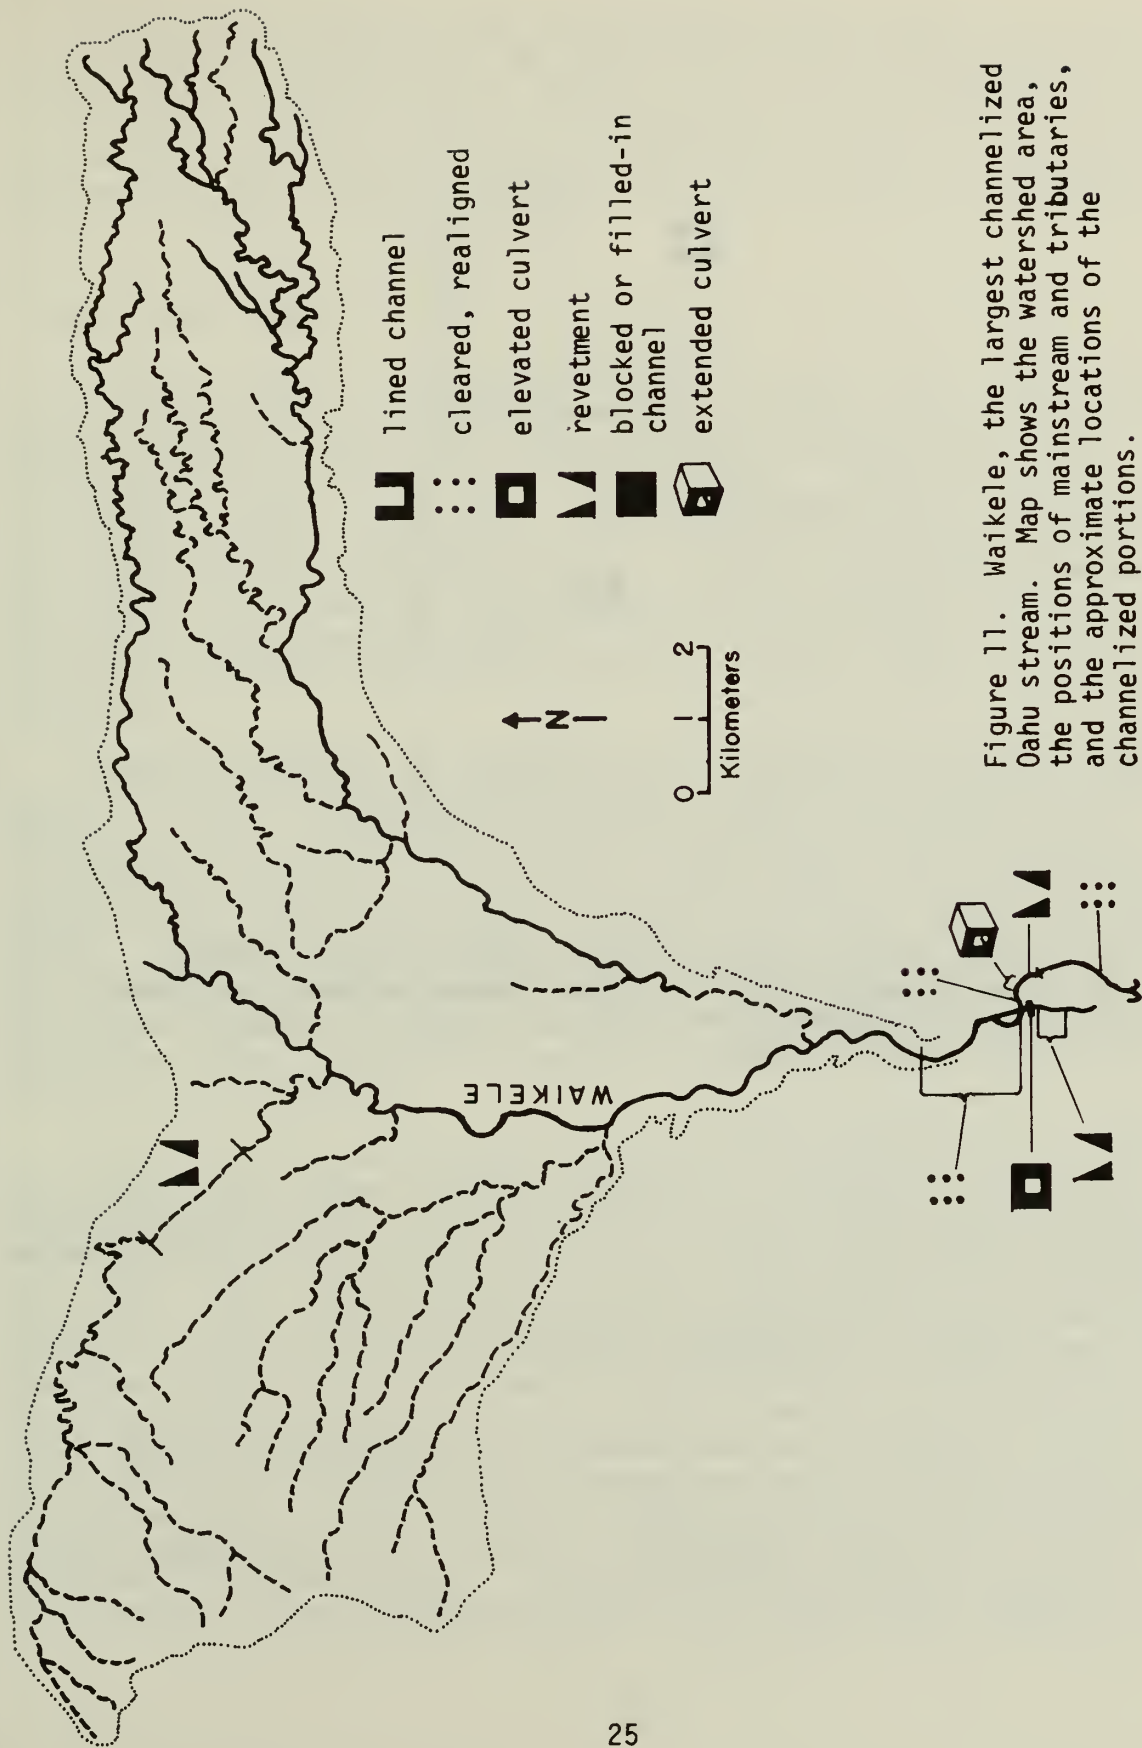 WAIKELE
lined channel
cleared, realigned
elevated culvert
revetment
blocked or filled-in
channel
extended culvert
N
0 1 2
Kilometers
Figure 11. Waikele, the largest channelized
Oahu stream. Map shows the watershed area,
the positions of mainstream and tributaries,
and the approximate locations of the
channelized portions.
25